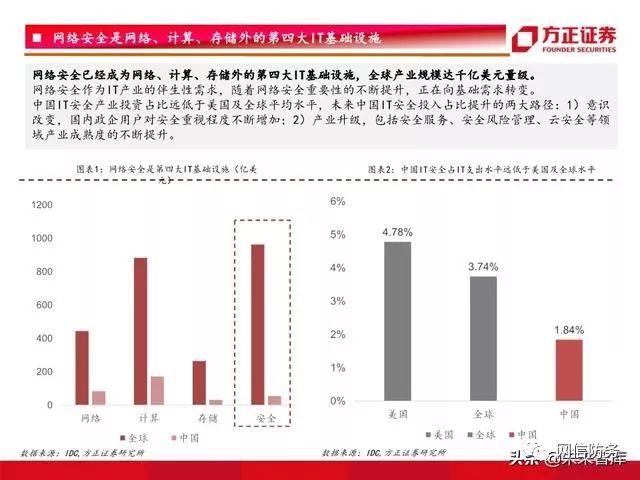 网络安全是网络、计算、存储外的第四大IT基础设施
方正证券
FOUNDER SECURITIES
网络安全已经成为网络、计算、存储外的第四大IT基础设施，全球产业规模达千亿美元量级。
网络安全作为IT产业的伴生性需求，随着网络安全重要性的不断提升，正在向基础需求转变。
中国IT安全产业投资占比远低于美国及全球平均水平，未来中国IT安全投入占比提升的两大路径：1）意识
改变，国内政企用户对安全重视程度不断增加；2）产业升级，包括安全服务、安全风险管理、云安全等领
域产业成熟度的不断提升。
图表1：网络安全是第四大IT基础设施（亿美
元）
1200
1000
800
600
400
200
0
网络
计算
存储
安全
全球
中国
数据来源：IDC,方正证券研究所
图表2：中国IT安全占IT支出水平远低于美国及全球水平
6%
5%
4%
3%
2%
1%
0%
4.78%
3.74%
1.84%
美国
全球
中国
美国
全球
中国
数据来源：IDC,方正证券研究所
网信防务
头条@未来智库